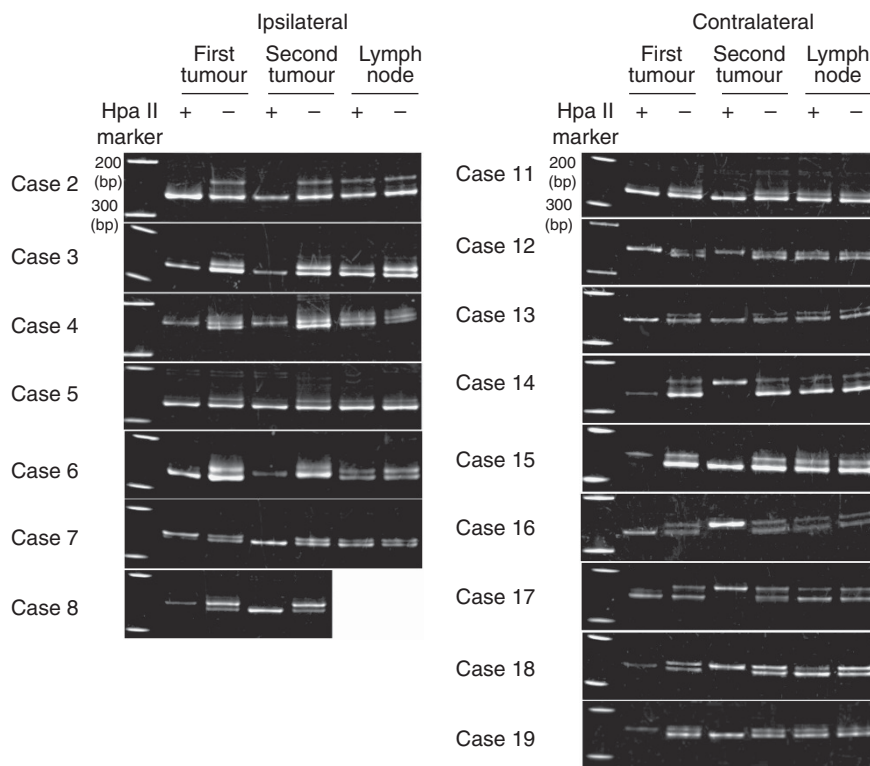 Ipsilateral
First tumour
Second tumour
Lymph node
Hpa II + − + − + −
marker
200 (bp)
300 (bp)
Case 2
Case 3
Case 4
Case 5
Case 6
Case 7
Case 8
Contralateral
First tumour
Second tumour
Lymph node
Hpa II + − + − + −
marker
200 (bp)
300 (bp)
Case 11
Case 12
Case 13
Case 14
Case 15
Case 16
Case 17
Case 18
Case 19